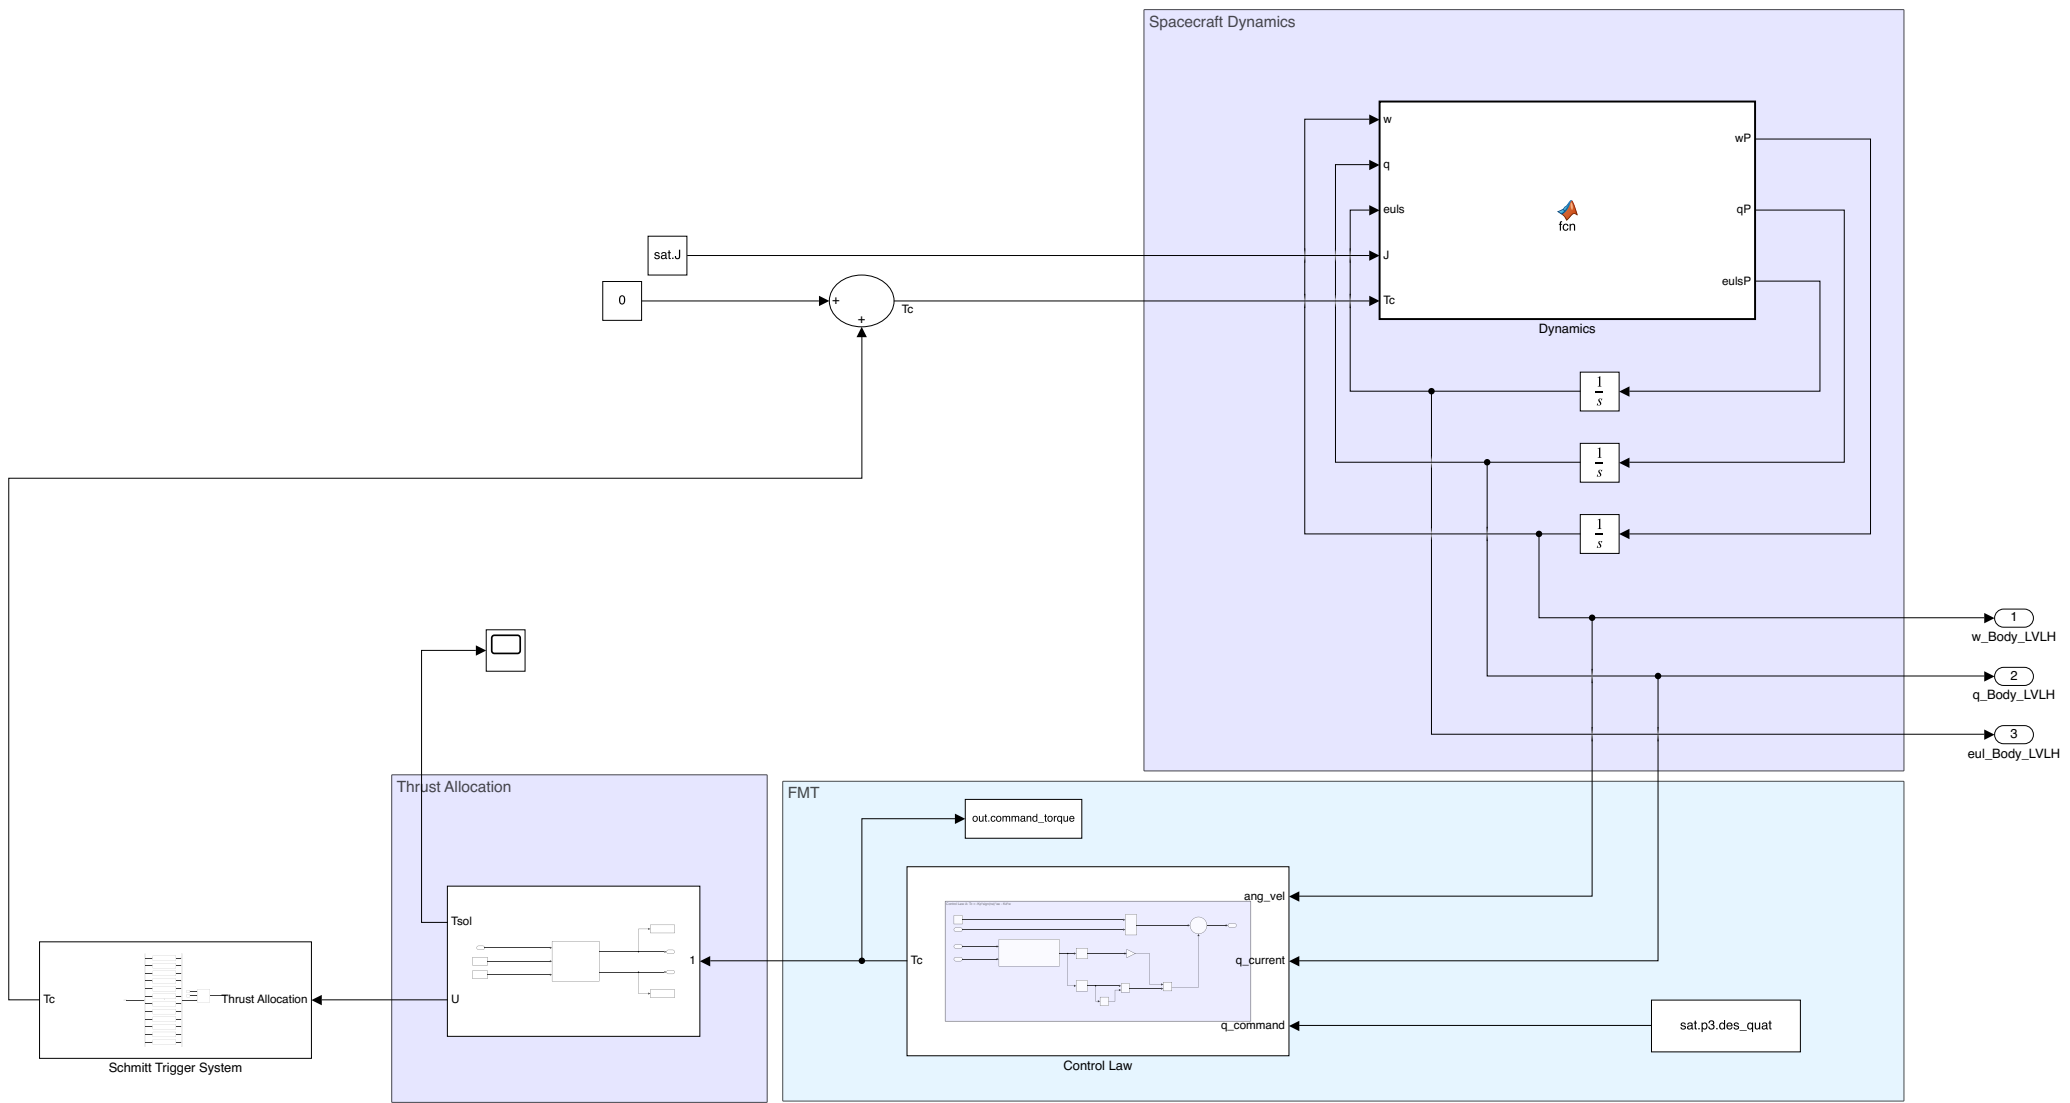 Spacecraft Dynamics
w
q
euls
J
Tc
wP
qP
eulsP
fcn
Dynamics
sat.J
0
+
+
Tc
1
s
1
s
1
s
1
w_Body_LVLH
2
q_Body_LVLH
3
eul_Body_LVLH
Thrust Allocation
Tsol
U
1
FMT
out.command_torque
ang_vel
q_current
q_command
Tc
Control Law
sat.p3.des_quat
Tc
Thrust Allocation
Schmitt Trigger System